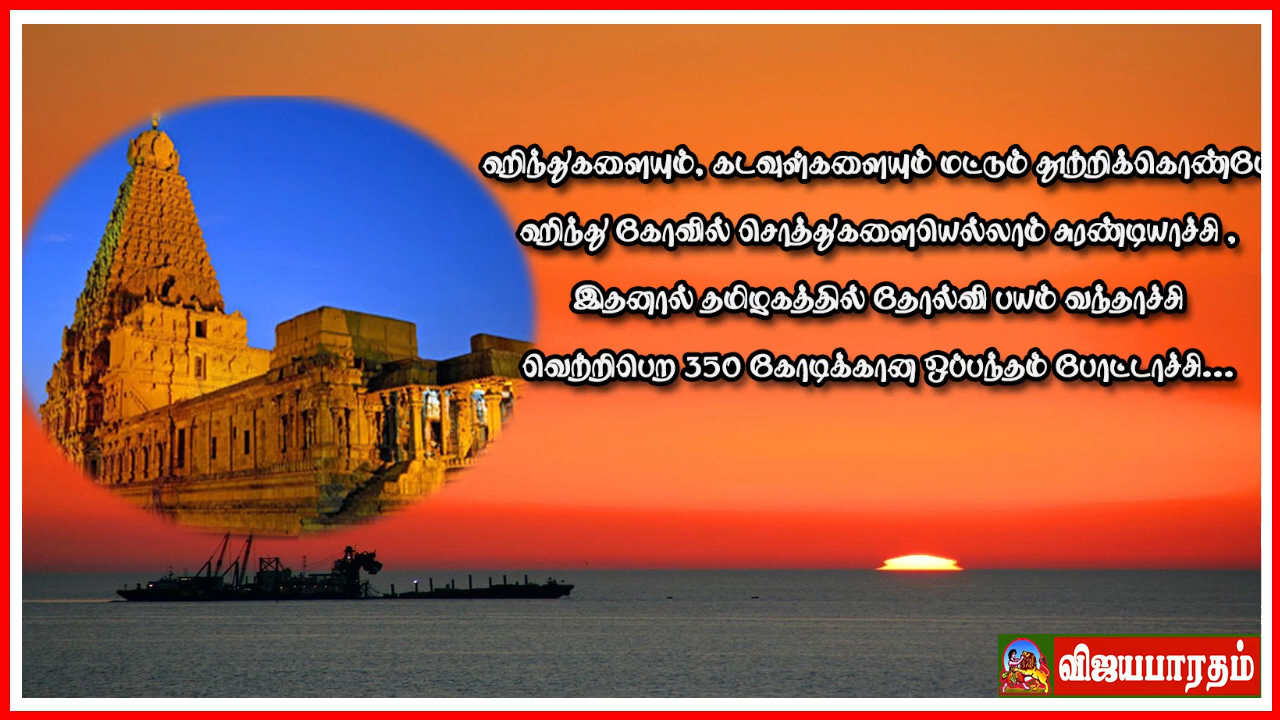 ஹிந்துகளையும், கடவுள்களையும் மட்டும் தூற்றிக்கொண்டே
ஹிந்து கோவில் சொத்துகளையெல்லாம் சுரண்டியாச்சி ,
இதனால் தமிழகத்தில் தோல்வி பயம் வந்தாச்சி
வெற்றிபெற 350 கோடிக்கான ஒப்பந்தம் போட்டாச்சி...
விஜயபாரதம்